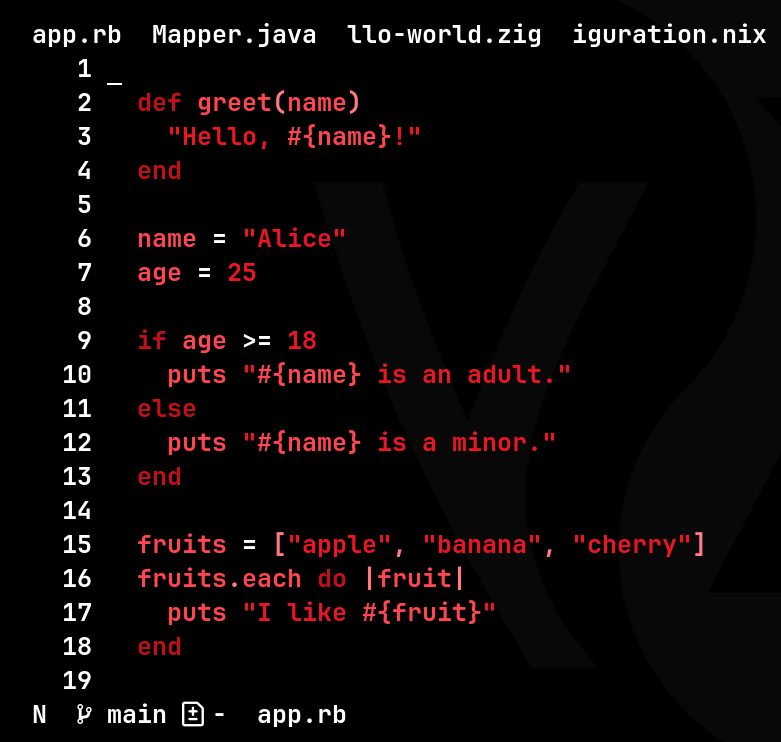 app.rb  Mapper.java  llo-world.zig  iguration.nix
1 _
2   def greet(name)
3     "Hello, #{name}!"
4   end
5
6   name = "Alice"
7   age = 25
8
9   if age >= 18
10    puts "#{name} is an adult."
11  else
12    puts "#{name} is a minor."
13  end
14
15  fruits = ["apple", "banana", "cherry"]
16  fruits.each do |fruit|
17    puts "I like #{fruit}"
18  end
19
N  main -  app.rb